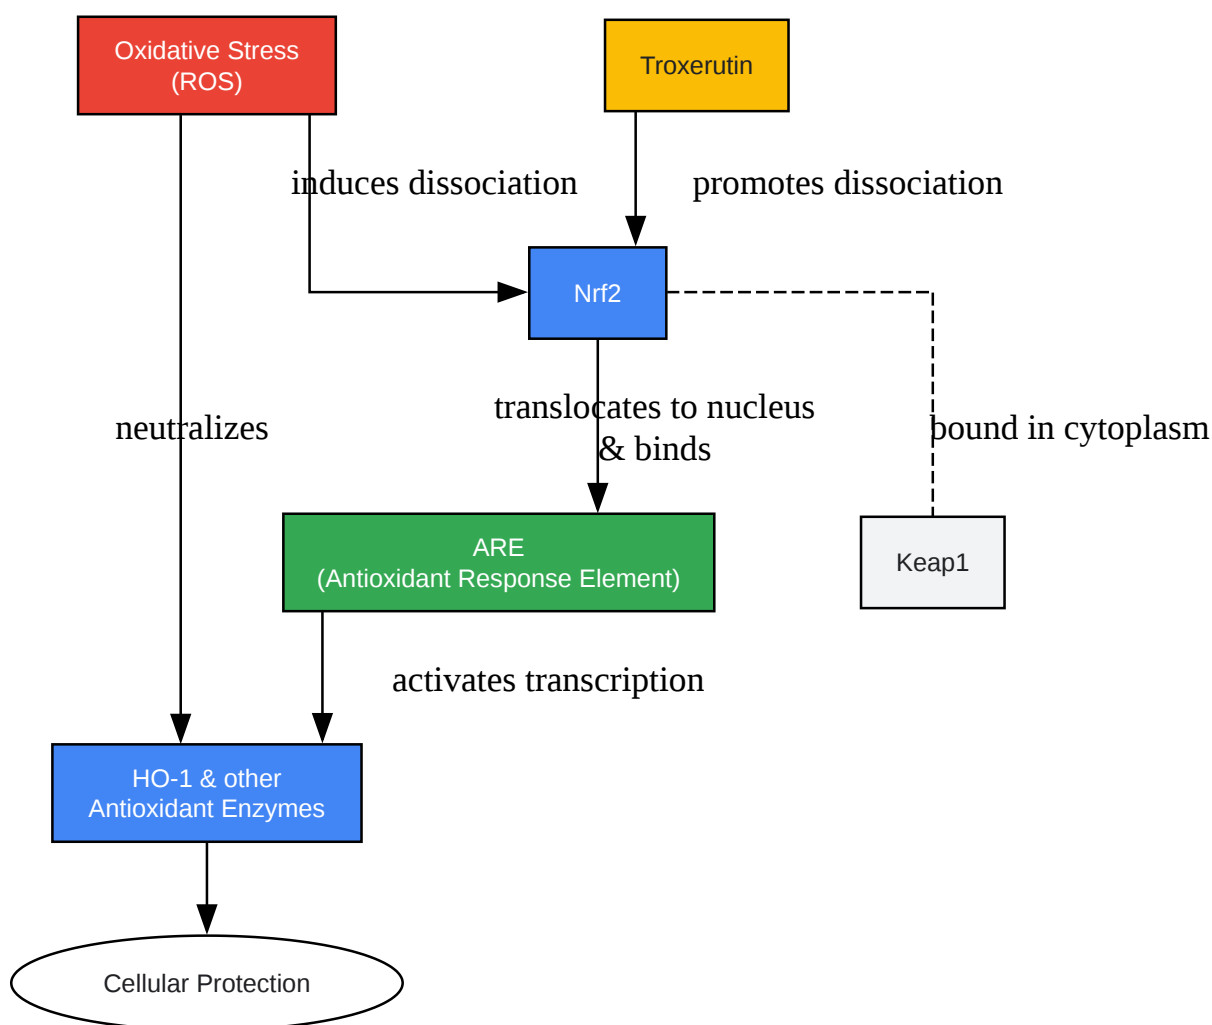 Oxidative Stress
(ROS)
Troxerutin
induces dissociation
promotes dissociation
Nrf2
translocates to nucleus
& binds
neutralizes
bound in cytoplasm
ARE
(Antioxidant Response Element)
Keap1
activates transcription
HO-1 & other
Antioxidant Enzymes
Cellular Protection